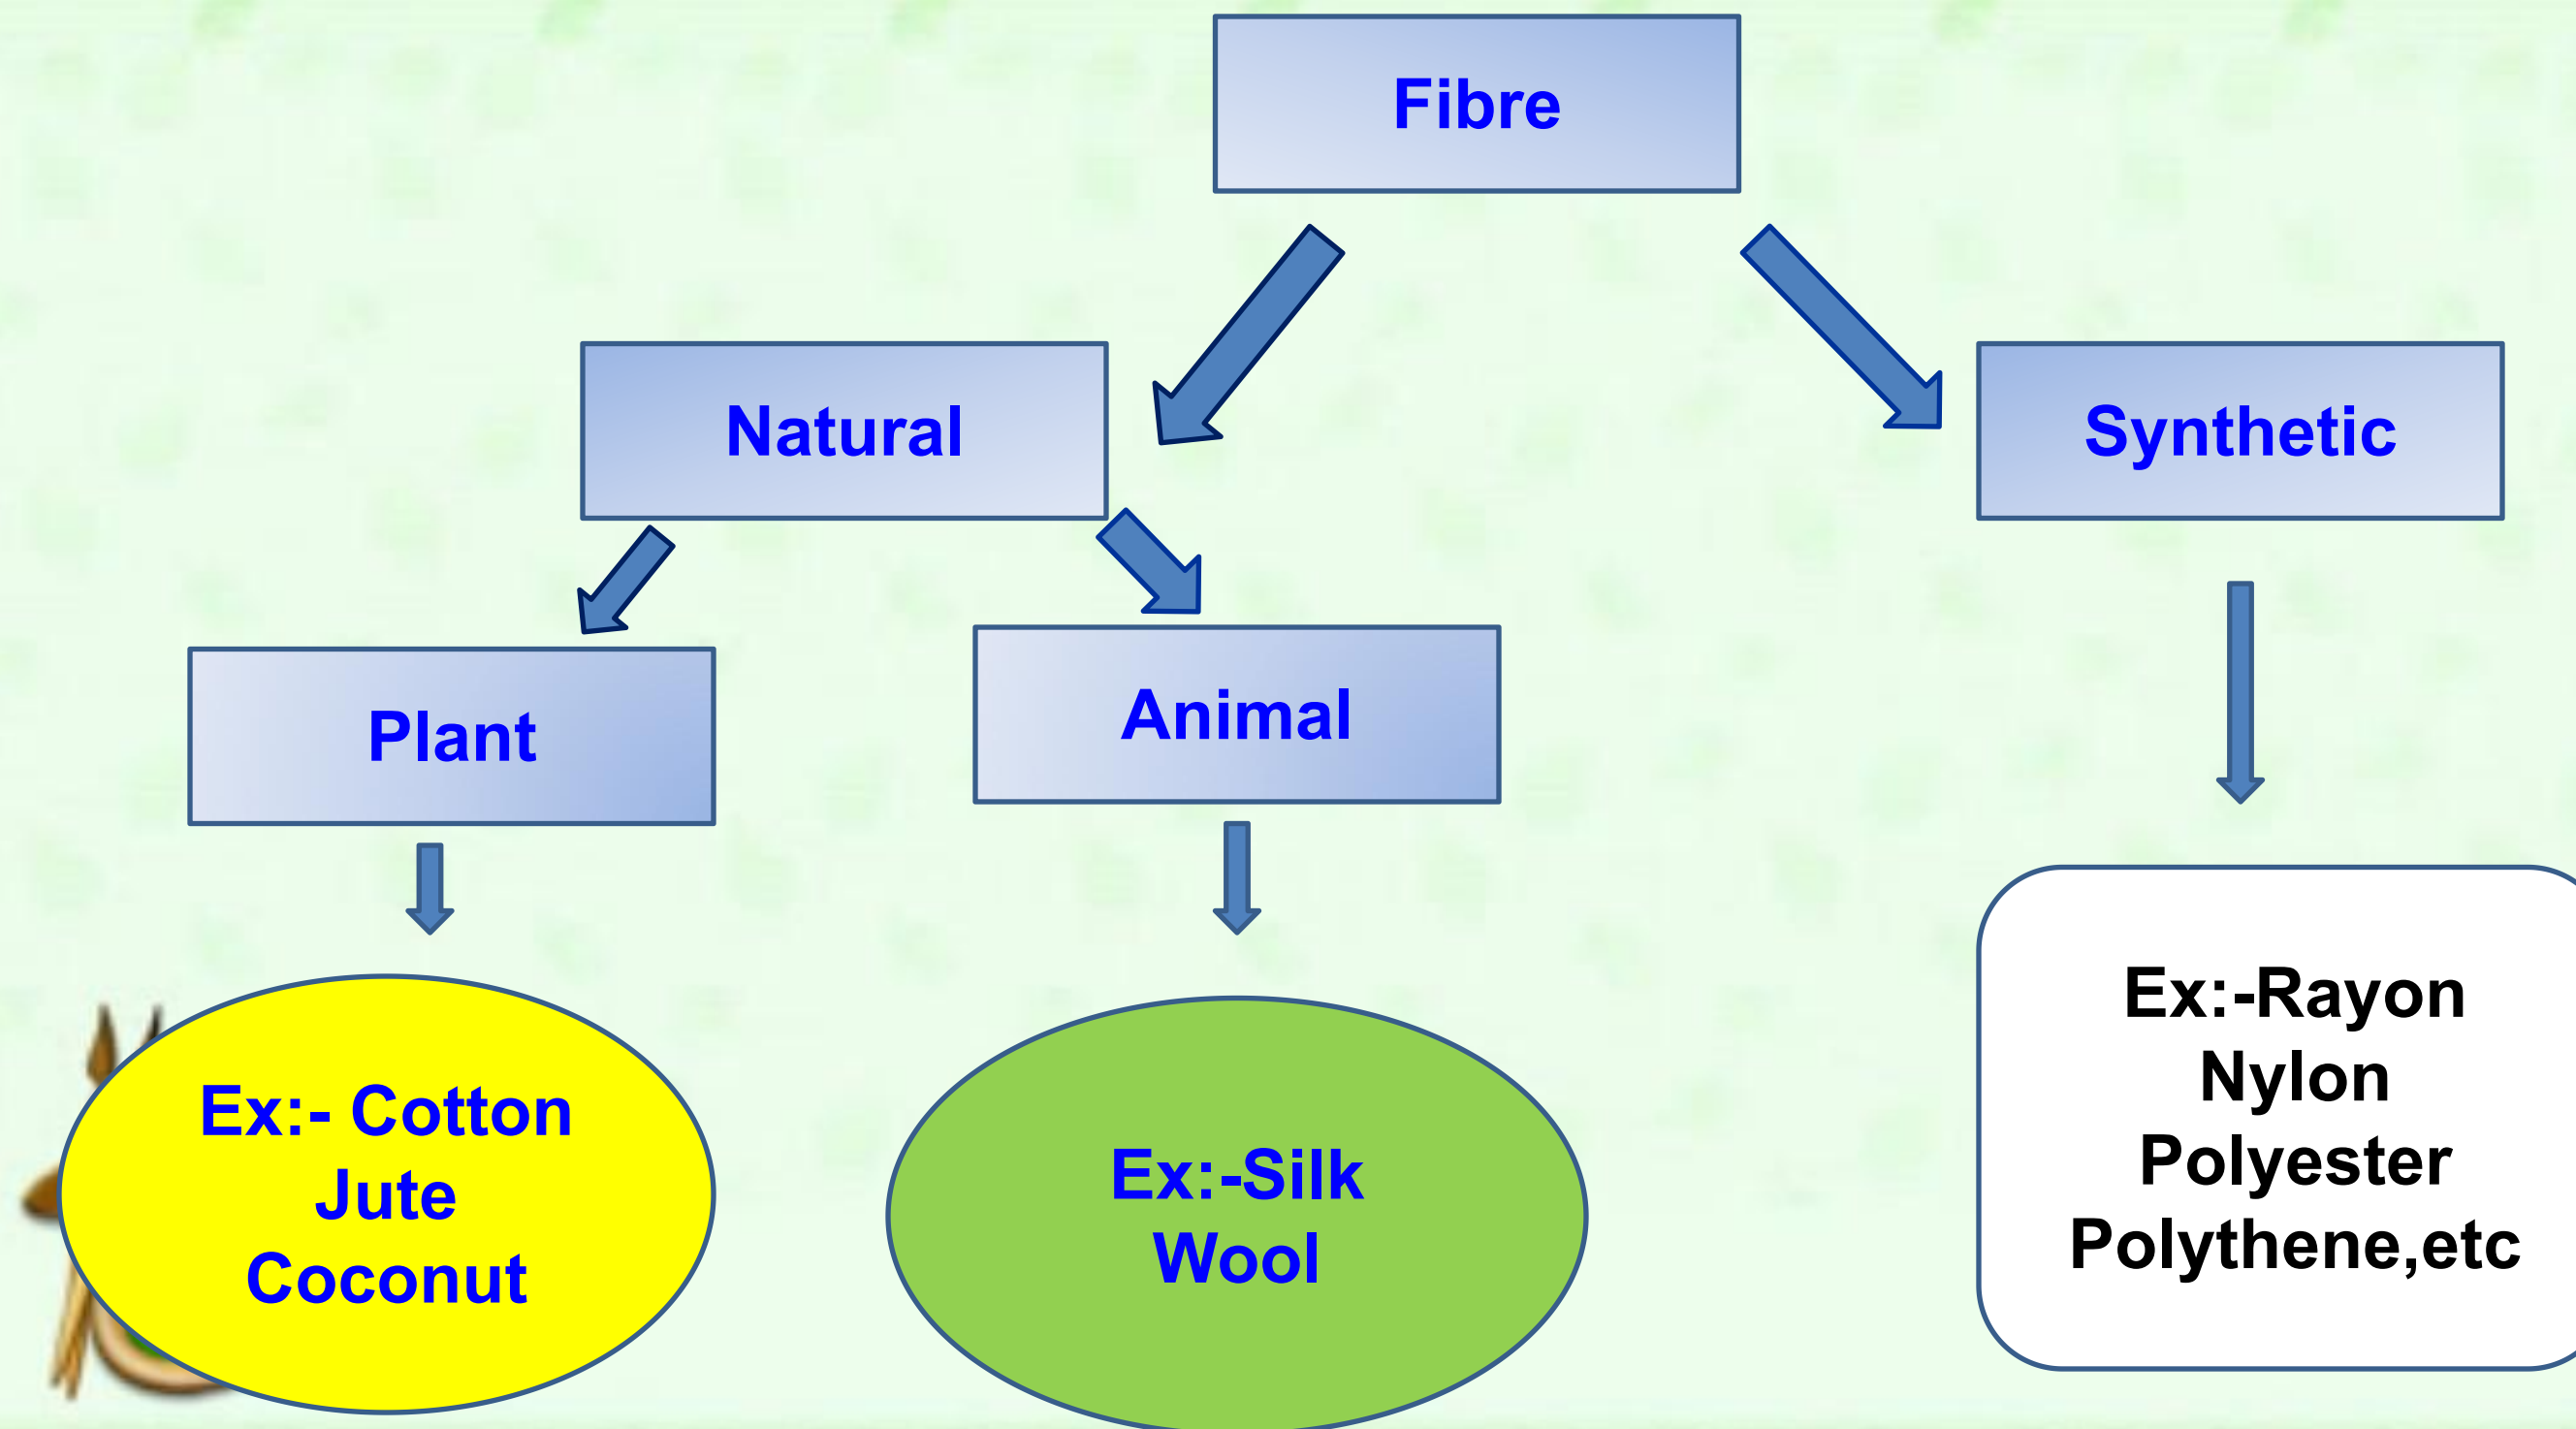 Fibre
Natural
Synthetic
Plant
Animal
Ex:- Cotton
Jute
Coconut
Ex:-Silk
Wool
Ex:-Rayon
Nylon
Polyester
Polythene,etc